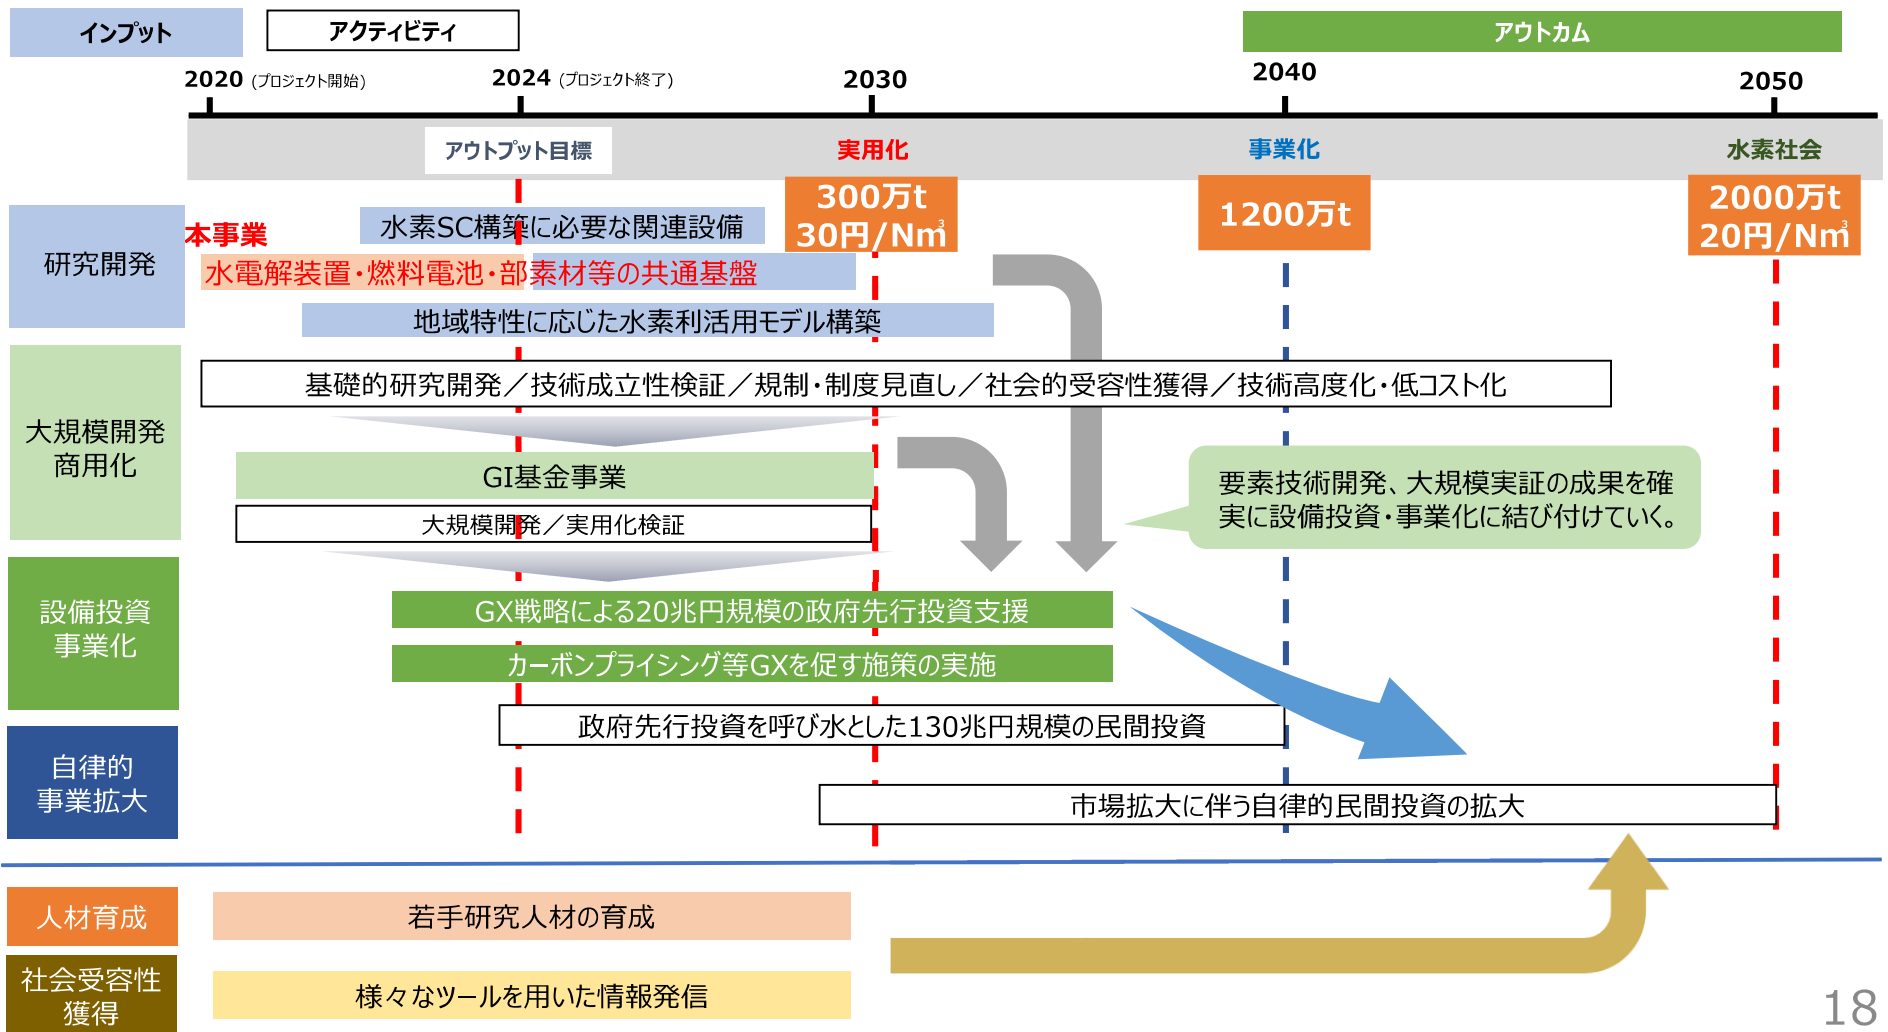 インプット
アクティビティ
アウトカム
2020 (プロジェクト開始)
2024 (プロジェクト終了)
2030
2040
2050
アウトプット目標
実用化
事業化
水素社会
300万t
30円/Nm³
1200万t
2000万t
20円/Nm³
研究開発
本事業
水素SC構築に必要な関連設備
水電解装置・燃料電池・部素材等の共通基盤
地域特性に応じた水素利活用モデル構築
大規模開発
商用化
基礎的研究開発／技術成立性検証／規制・制度見直し／社会的受容性獲得／技術高度化・低コスト化
GI基金事業
大規模開発／実用化検証
要素技術開発、大規模実証の成果を確
実に設備投資・事業化に結び付けていく。
設備投資
事業化
GX戦略による20兆円規模の政府先行投資支援
カーボンプライシング等GXを促す施策の実施
政府先行投資を呼び水とした130兆円規模の民間投資
自律的
事業拡大
市場拡大に伴う自律的民間投資の拡大
人材育成
若手研究人材の育成
社会受容性
獲得
様々なツールを用いた情報発信
18